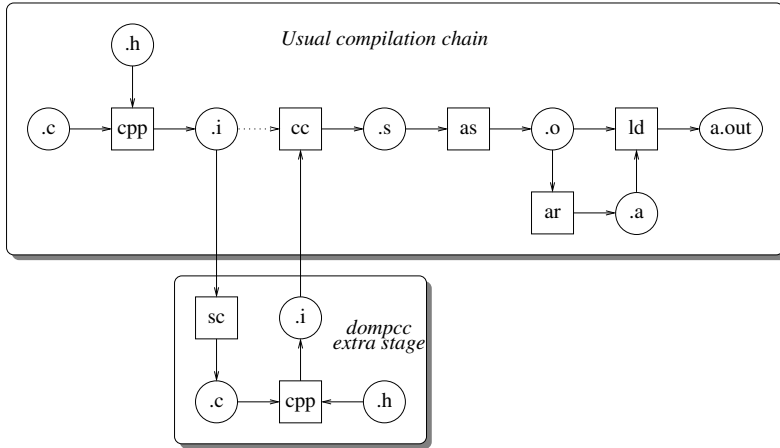 Usual compilation chain
.h
.c
cpp
.i
cc
.s
as
.o
ld
a.out
ar
.a
sc
.i
dompcc
extra stage
.c
cpp
.h